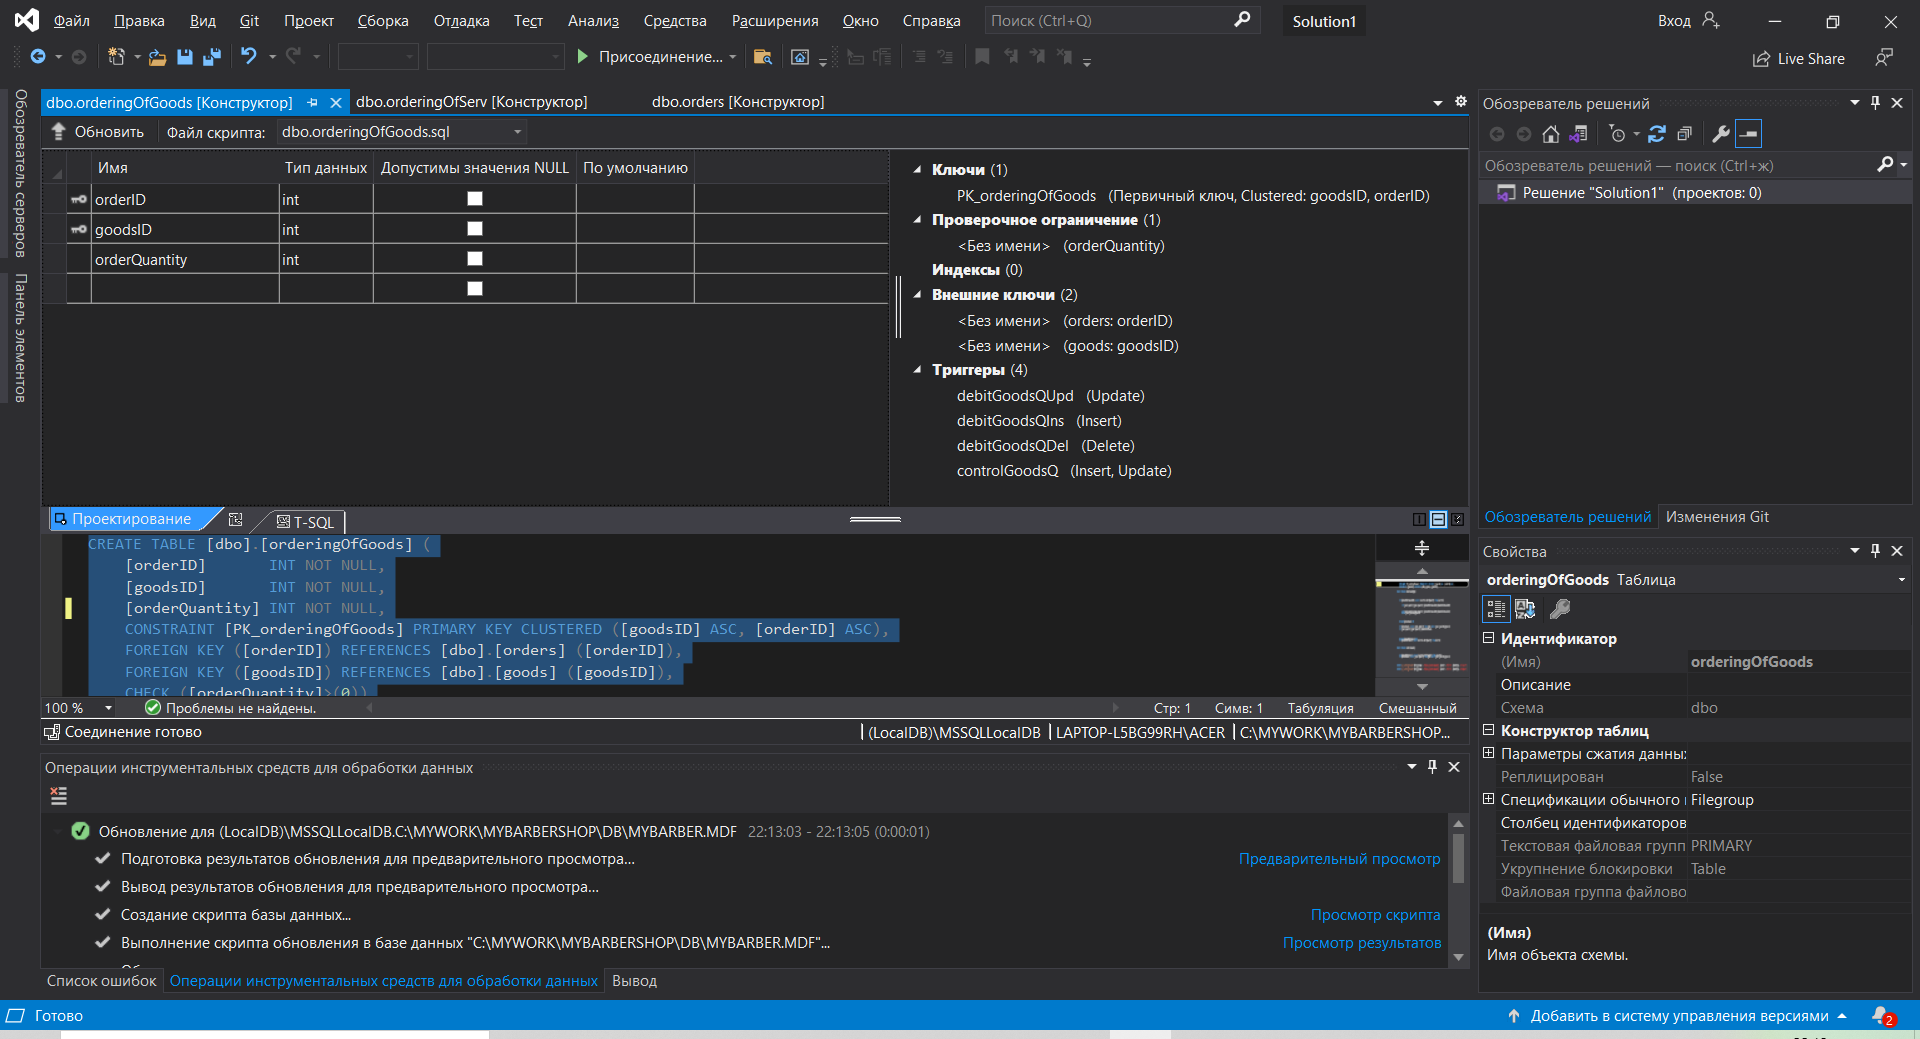 Файл Правка Вид Git Проект Сборка Отладка Тест Анализ Средства Расширения Окно Справка Поиск (Ctrl+Q) Solution1 Вход
Присоединение... Live Share
Обозреватель серверов
Панель элементов
dbo.orderingOfGoods [Конструктор] dbo.orderingOfServ [Конструктор] dbo.orders [Конструктор]
Обновить Файл скрипта: dbo.orderingOfGoods.sql
Имя Тип данных Допустимы значения NULL По умолчанию
orderID int
goodsID int
orderQuantity int
Ключи (1)
PK_orderingOfGoods (Первичный ключ, Clustered: goodsID, orderID)
Проверочное ограничение (1)
<Без имени> (orderQuantity)
Индексы (0)
Внешние ключи (2)
<Без имени> (orders: orderID)
<Без имени> (goods: goodsID)
Триггеры (4)
debitGoodsQUpd (Update)
debitGoodsQIns (Insert)
debitGoodsQDel (Delete)
controlGoodsQ (Insert, Update)
Проектирование T-SQL
CREATE TABLE [dbo].[orderingOfGoods] (
[orderID] INT NOT NULL,
[goodsID] INT NOT NULL,
[orderQuantity] INT NOT NULL,
CONSTRAINT [PK_orderingOfGoods] PRIMARY KEY CLUSTERED ([goodsID] ASC, [orderID] ASC),
FOREIGN KEY ([orderID]) REFERENCES [dbo].[orders] ([orderID]),
FOREIGN KEY ([goodsID]) REFERENCES [dbo].[goods] ([goodsID]),
CHECK ([orderQuantity]>(0))
100 % Проблемы не найдены. Стр: 1 Симв: 1 Табуляция Смешанный
Соединение готово (LocalDB)\MSSQLLocalDB LAPTOP-L5BG99RH\ACER C:\MYWORK\MYBARBERSHOP...
Операции инструментальных средств для обработки данных
Обновление для (LocalDB)\MSSQLLocalDB.C:\MYWORK\MYBARBERSHOP\DB\MYBARBER.MDF 22:13:03 - 22:13:05 (0:00:01)
Подготовка результатов обновления для предварительного просмотра... Предварительный просмотр
Вывод результатов обновления для предварительного просмотра...
Создание скрипта базы данных... Просмотр скрипта
Выполнение скрипта обновления в базе данных "C:\MYWORK\MYBARBERSHOP\DB\MYBARBER.MDF"... Просмотр результатов
Список ошибок Операции инструментальных средств для обработки данных Вывод
Обозреватель решений
Обозреватель решений — поиск (Ctrl+ж)
Решение "Solution1" (проектов: 0)
Обозреватель решений Изменения Git
Свойства
orderingOfGoods Таблица
Идентификатор
(Имя) orderingOfGoods
Описание
Схема dbo
Конструктор таблиц
Параметры сжатия данных
Реплицирован False
Спецификации обычного Filegroup
Столбец идентификаторов
Текстовая файловая групп PRIMARY
Укрупнение блокировки Table
Файловая группа файлово
(Имя)
Имя объекта схемы.
Готово Добавить в систему управления версиями 2